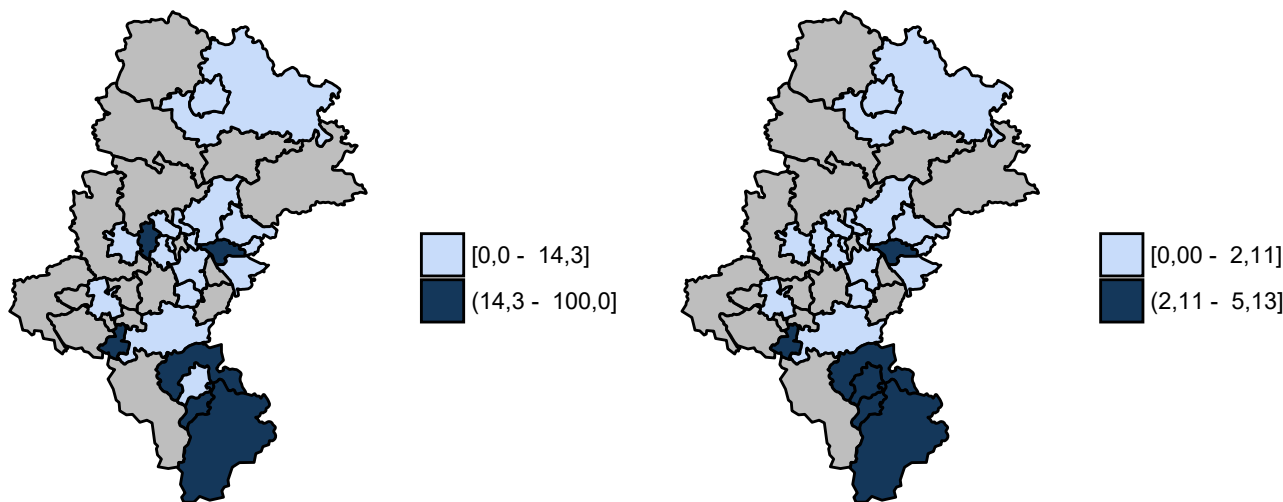 [0,0 - 14,3]
(14,3 - 100,0]
[0,00 - 2,11]
(2,11 - 5,13]